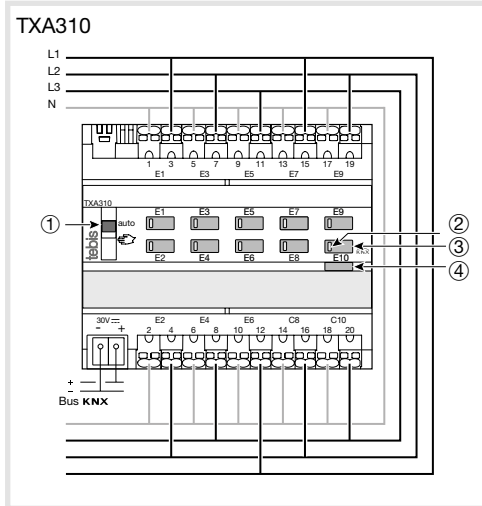 TXA310
L1
L2
L3
N
1 3 5 7 9 11 13 15 17 19
E1 E3 E5 E7 E9
TXA310
① auto
tebis
E1 E3 E5 E7 E9
②
③
KNX
E2 E4 E6 E8 E10
④
30V E2 E4 E6 C8 C10
- + 2 4 6 8 10 12 14 16 18 20
+
-
Bus KNX